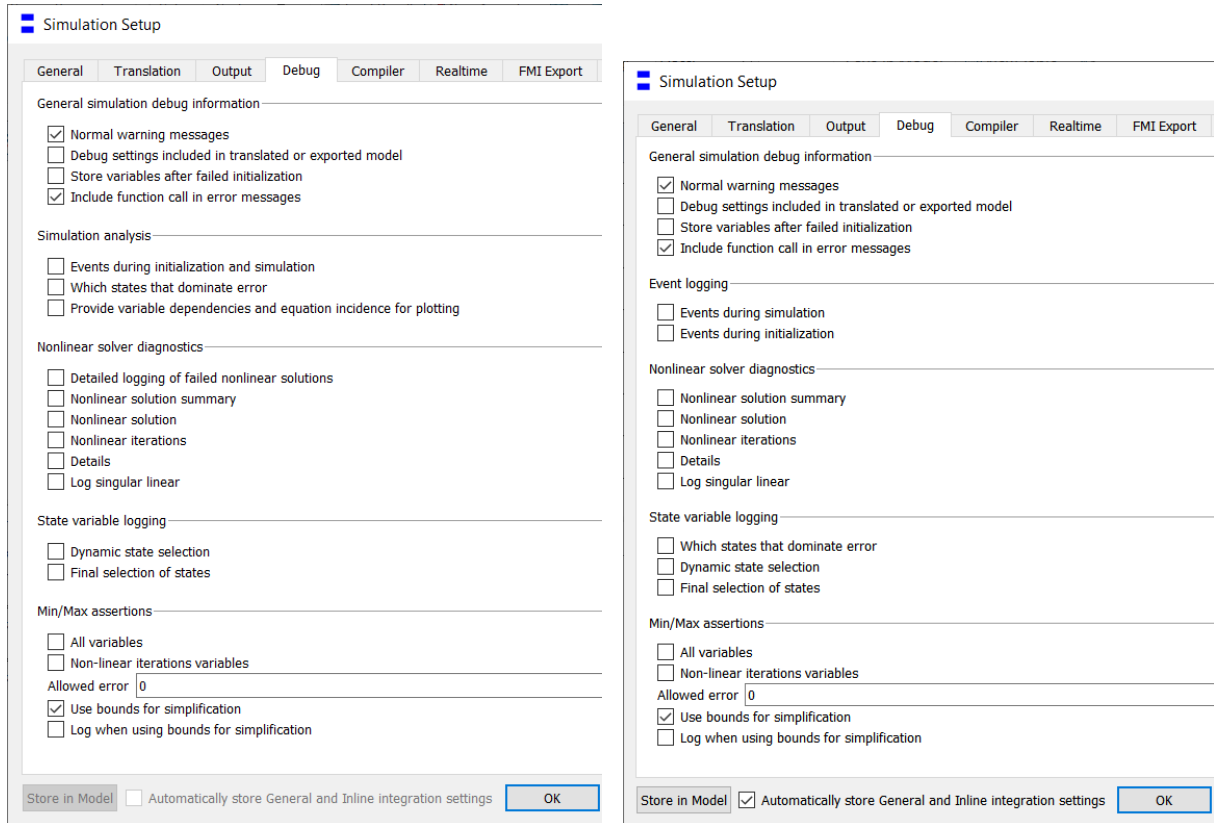 Simulation Setup
General Translation Output Debug Compiler Realtime FMI Export
General simulation debug information
Normal warning messages
Debug settings included in translated or exported model
Store variables after failed initialization
Include function call in error messages
Simulation analysis
Events during initialization and simulation
Which states that dominate error
Provide variable dependencies and equation incidence for plotting
Nonlinear solver diagnostics
Detailed logging of failed nonlinear solutions
Nonlinear solution summary
Nonlinear solution
Nonlinear iterations
Details
Log singular linear
State variable logging
Dynamic state selection
Final selection of states
Min/Max assertions
All variables
Non-linear iterations variables
Allowed error 0
Use bounds for simplification
Log when using bounds for simplification
Store in Model Automatically store General and Inline integration settings OK
Simulation Setup
General Translation Output Debug Compiler Realtime FMI Export
General simulation debug information
Normal warning messages
Debug settings included in translated or exported model
Store variables after failed initialization
Include function call in error messages
Event logging
Events during simulation
Events during initialization
Nonlinear solver diagnostics
Nonlinear solution summary
Nonlinear solution
Nonlinear iterations
Details
Log singular linear
State variable logging
Which states that dominate error
Dynamic state selection
Final selection of states
Min/Max assertions
All variables
Non-linear iterations variables
Allowed error 0
Use bounds for simplification
Log when using bounds for simplification
Store in Model Automatically store General and Inline integration settings OK